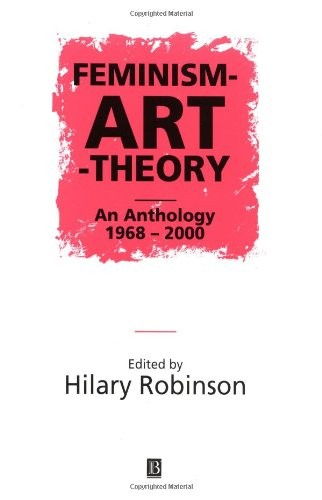 Copyrighted Material
FEMINISM-
ART
-THEORY
An Anthology
1968 – 2000
Edited by
Hilary Robinson
B
Copyrighted Material